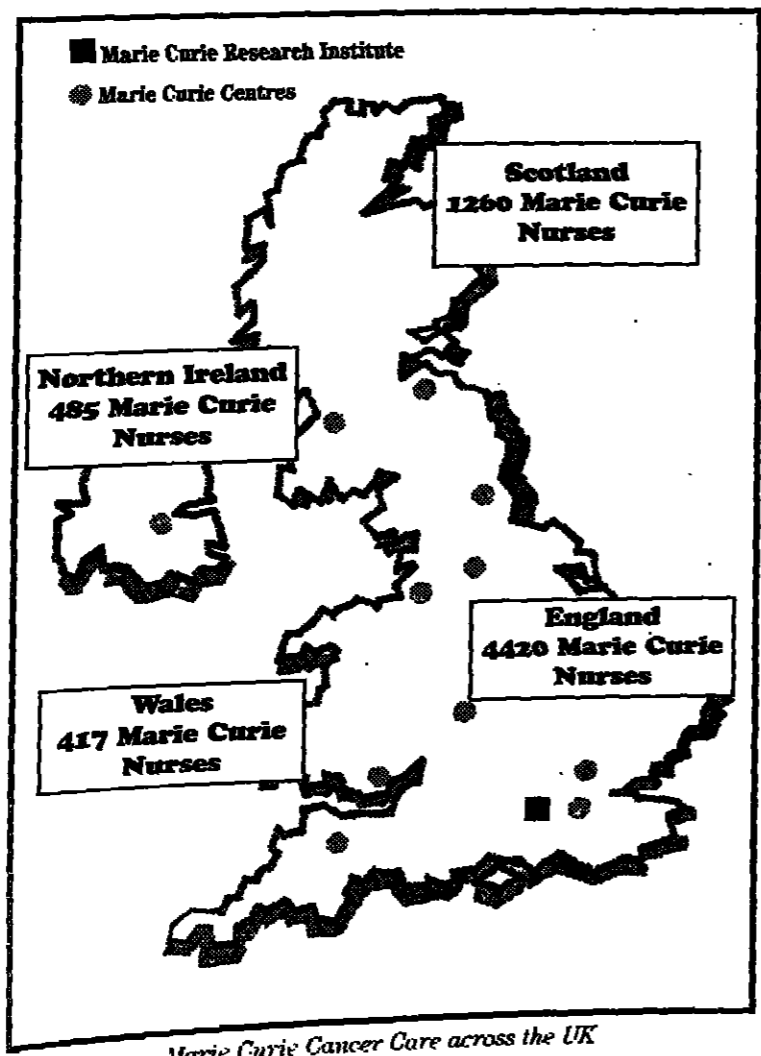 Marie Curie Research Institute
Marie Curie Centres
Scotland
1260 Marie Curie
Nurses
Northern Ireland
485 Marie Curie
Nurses
England
4420 Marie Curie
Nurses
Wales
417 Marie Curie
Nurses
Marie Curie Cancer Care across the UK